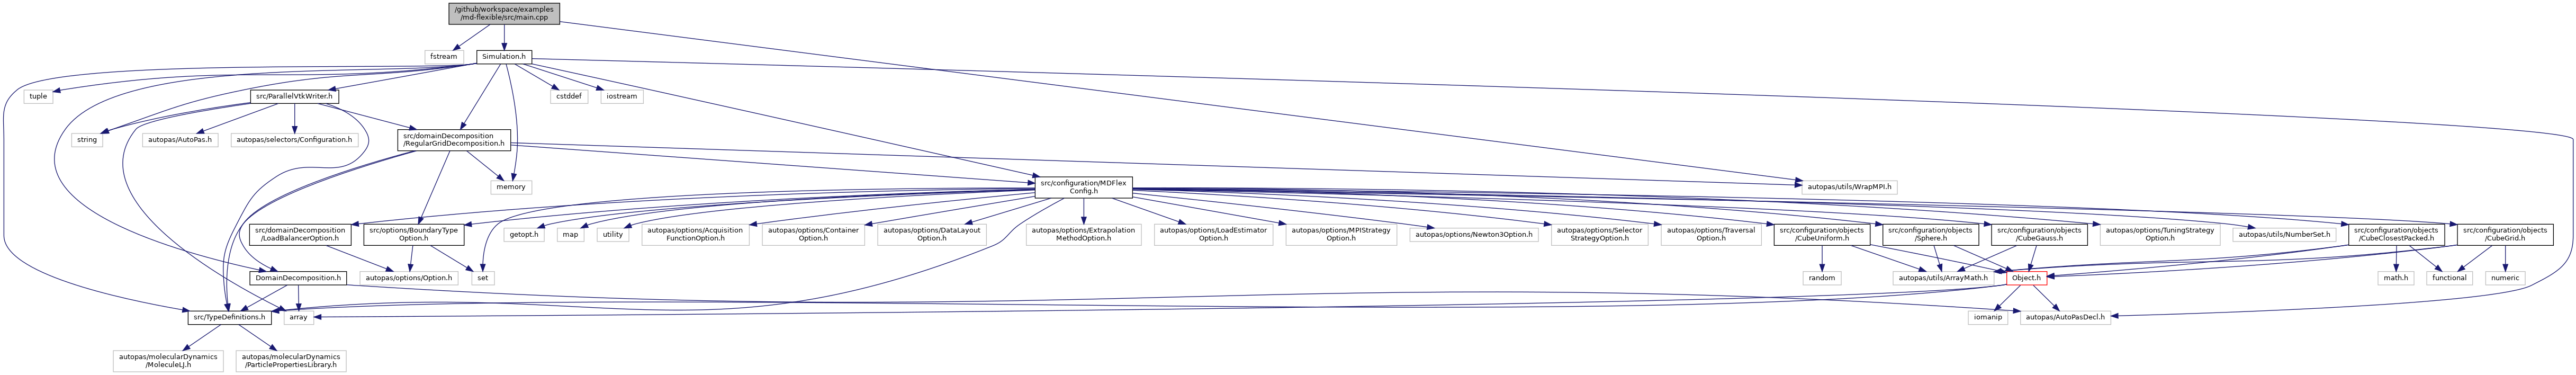 /github/workspace/examples
/md-flexible/src/main.cpp
fstream
Simulation.h
tuple
src/ParallelVtkWriter.h
cstddef
iostream
string
autopas/AutoPas.h
autopas/selectors/Configuration.h
src/domainDecomposition
/RegularGridDecomposition.h
memory
src/configuration/MDFlex
Config.h
autopas/utils/WrapMPI.h
src/domainDecomposition
/LoadBalancerOption.h
src/options/BoundaryType
Option.h
getopt.h
map
utility
autopas/options/Acquisition
FunctionOption.h
autopas/options/Container
Option.h
autopas/options/DataLayout
Option.h
autopas/options/Extrapolation
MethodOption.h
autopas/options/LoadEstimator
Option.h
autopas/options/MPIStrategy
Option.h
autopas/options/Newton3Option.h
autopas/options/Selector
StrategyOption.h
autopas/options/Traversal
Option.h
src/configuration/objects
/CubeUniform.h
src/configuration/objects
/Sphere.h
src/configuration/objects
/CubeGauss.h
autopas/options/TuningStrategy
Option.h
autopas/utils/NumberSet.h
src/configuration/objects
/CubeClosestPacked.h
src/configuration/objects
/CubeGrid.h
DomainDecomposition.h
autopas/options/Option.h
set
random
autopas/utils/ArrayMath.h
Object.h
math.h
functional
numeric
src/TypeDefinitions.h
array
iomanip
autopas/AutoPasDecl.h
autopas/molecularDynamics
/MoleculeLJ.h
autopas/molecularDynamics
/ParticlePropertiesLibrary.h